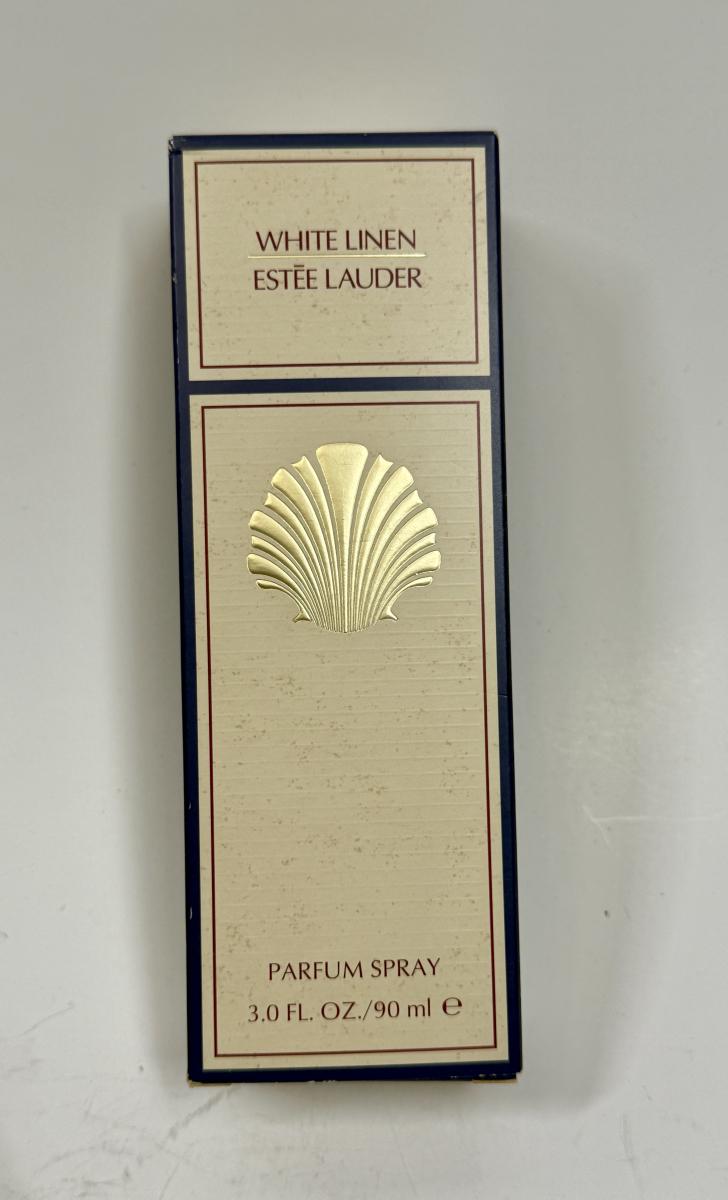 WHITE LINEN
ESTĒE LAUDER
PARFUM SPRAY
3.0 FL. OZ./90 ml ℮